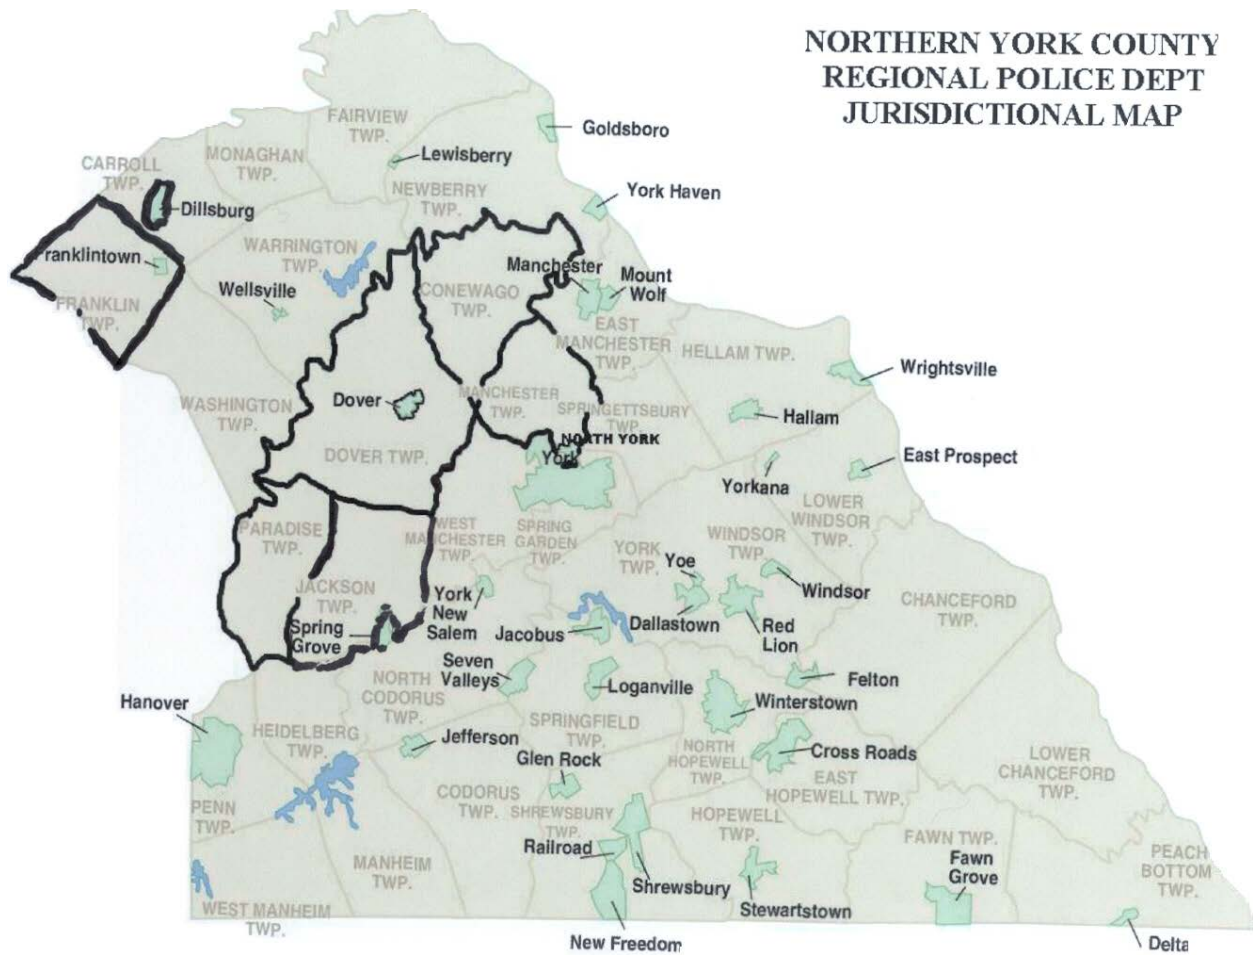 NORTHERN YORK COUNTY
REGIONAL POLICE DEPT
JURISDICTIONAL MAP
FAIRVIEW
TWP.
Goldsboro
MONAGHAN
TWP.
Lewisberry
CARROLL
TWP.
NEWBERRY
TWP.
York Haven
Dillsburg
WARRINGTON
TWP.
Franklintown
Manchester
Mount
Wolf
Wellsville
CONEWAGO
TWP.
FRANKLIN
TWP.
EAST
MANCHESTER
TWP.
HELLAM TWP.
Wrightsville
Dover
MANCHESTER
TWP.
WASHINGTON
TWP.
SPRINGETTSBURY
TWP.
Hallam
NORTH YORK
York
DOVER TWP.
East Prospect
Yorkana
LOWER
WINDSOR
TWP.
PARADISE
TWP.
WEST
MANCHESTER
TWP.
SPRING
GARDEN
TWP.
YORK
TWP.
WINDSOR
TWP.
Yoe
JACKSON
TWP.
York
New
Salem
Windsor
CHANCEFORD
TWP.
Spring
Grove
Jacobus
Dallastown
Red
Lion
Seven
Valleys
NORTH
CODORUS
TWP.
Loganville
Felton
Hanover
Winterstown
HEIDELBERG
TWP.
Jefferson
SPRINGFIELD
TWP.
Glen Rock
NORTH
HOPEWELL
TWP.
Cross Roads
EAST
HOPEWELL TWP.
LOWER
CHANCEFORD
TWP.
PENN
TWP.
CODORUS
TWP.
SHREWSBURY
TWP.
HOPEWELL
TWP.
FAWN TWP.
Railroad
MANHEIM
TWP.
Shrewsbury
Fawn
Grove
PEACH
BOTTOM
TWP.
WEST MANHEIM
TWP.
Stewartstown
New Freedom
Delta